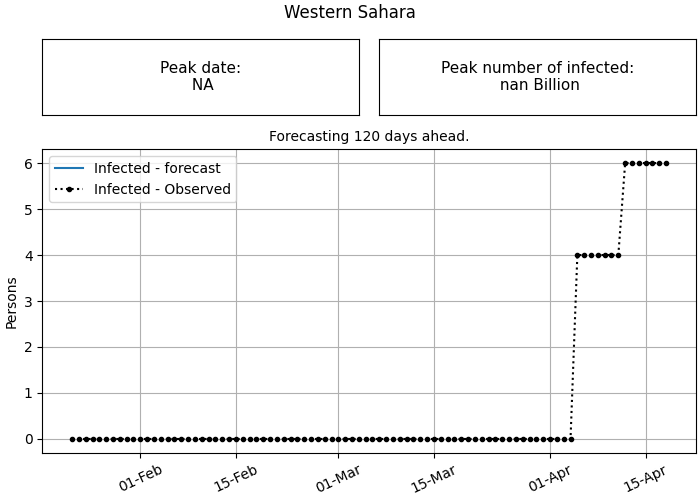 Western Sahara
Peak date:
NA
Peak number of infected:
nan Billion
Forecasting 120 days ahead.
Infected - forecast
Infected - Observed
Persons
6
5
4
3
2
1
0
01-Feb
15-Feb
01-Mar
15-Mar
01-Apr
15-Apr